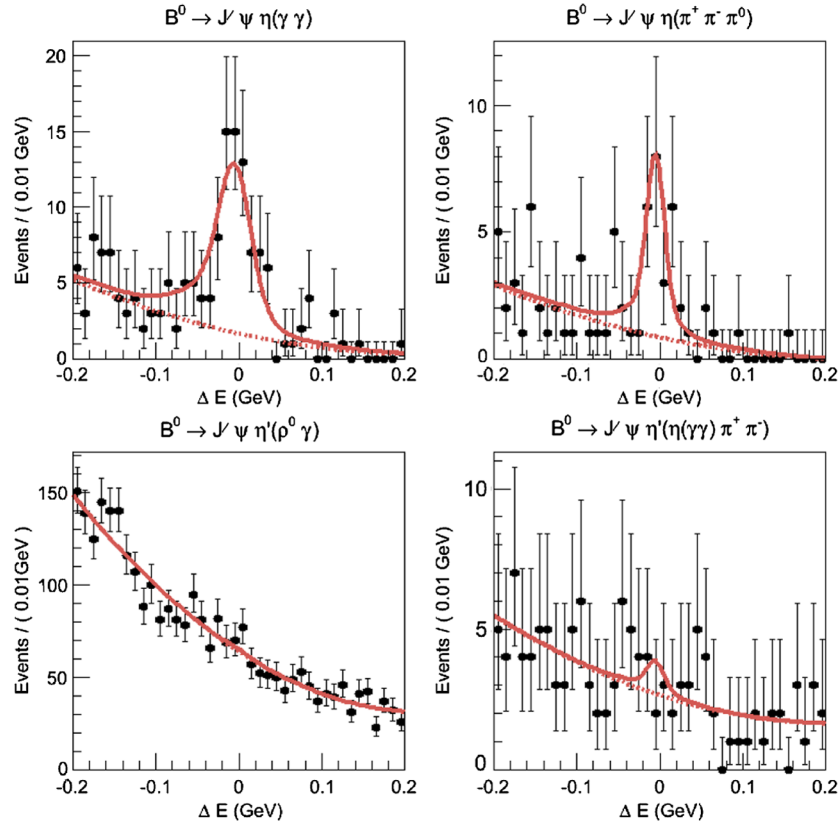 B⁰ → J/ψ η(γ γ)
Events / ( 0.01 GeV)
20
15
10
5
0
-0.2 -0.1 0 0.1 0.2
Δ E (GeV)
B⁰ → J/ψ η(π⁺ π⁻ π⁰)
Events / ( 0.01 GeV)
10
5
0
-0.2 -0.1 0 0.1 0.2
Δ E (GeV)
B⁰ → J/ψ η'(ρ⁰ γ)
Events / ( 0.01GeV )
150
100
50
0
-0.2 -0.1 0 0.1 0.2
Δ E (GeV)
B⁰ → J/ψ η'(η(γγ) π⁺ π⁻)
Events / ( 0.01 GeV)
10
5
0
-0.2 -0.1 0 0.1 0.2
Δ E (GeV)